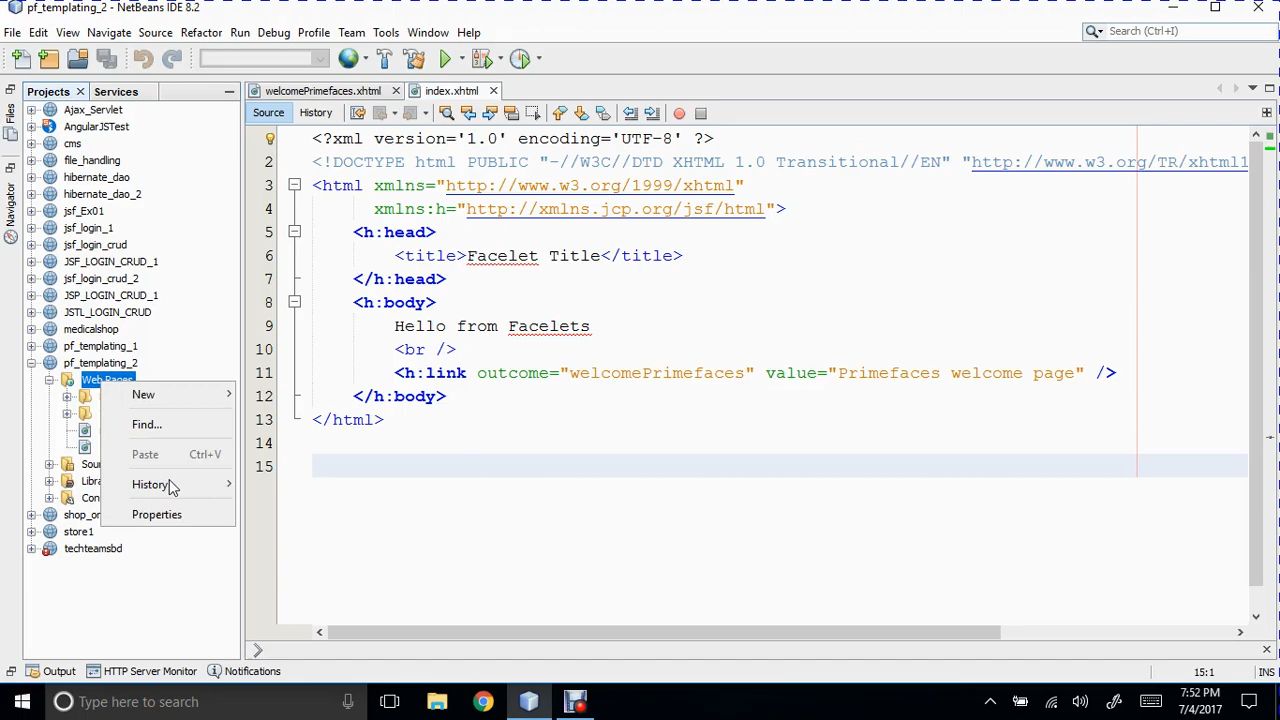 pf_templating_2 - NetBeans IDE 8.2
File Edit View Navigate Source Refactor Run Debug Profile Team Tools Window Help
Search (Ctrl+I)
Projects Services
welcomePrimefaces.xhtml index.xhtml
Source History
Files
Navigator
Ajax_Servlet
AngularJSTest
cms
file_handling
hibernate_dao
hibernate_dao_2
jsf_Ex01
jsf_login_1
jsf_login_crud
JSF_LOGIN_CRUD_1
jsf_login_crud_2
JSP_LOGIN_CRUD_1
JSTL_LOGIN_CRUD
medicalshop
pf_templating_1
pf_templating_2
Web Pages
Sou
Libra
Con
shop_or
store1
techteamsbd
New
Find...
Paste Ctrl+V
History
Properties
1 <?xml version='1.0' encoding='UTF-8' ?>
2 <!DOCTYPE html PUBLIC "-//W3C//DTD XHTML 1.0 Transitional//EN" "http://www.w3.org/TR/xhtml1
3 <html xmlns="http://www.w3.org/1999/xhtml"
4 xmlns:h="http://xmlns.jcp.org/jsf/html">
5 <h:head>
6 <title>Facelet Title</title>
7 </h:head>
8 <h:body>
9 Hello from Facelets
10 <br />
11 <h:link outcome="welcomePrimefaces" value="Primefaces welcome page" />
12 </h:body>
13 </html>
14
15
Output HTTP Server Monitor Notifications
15:1 INS
Type here to search
7:52 PM
7/4/2017